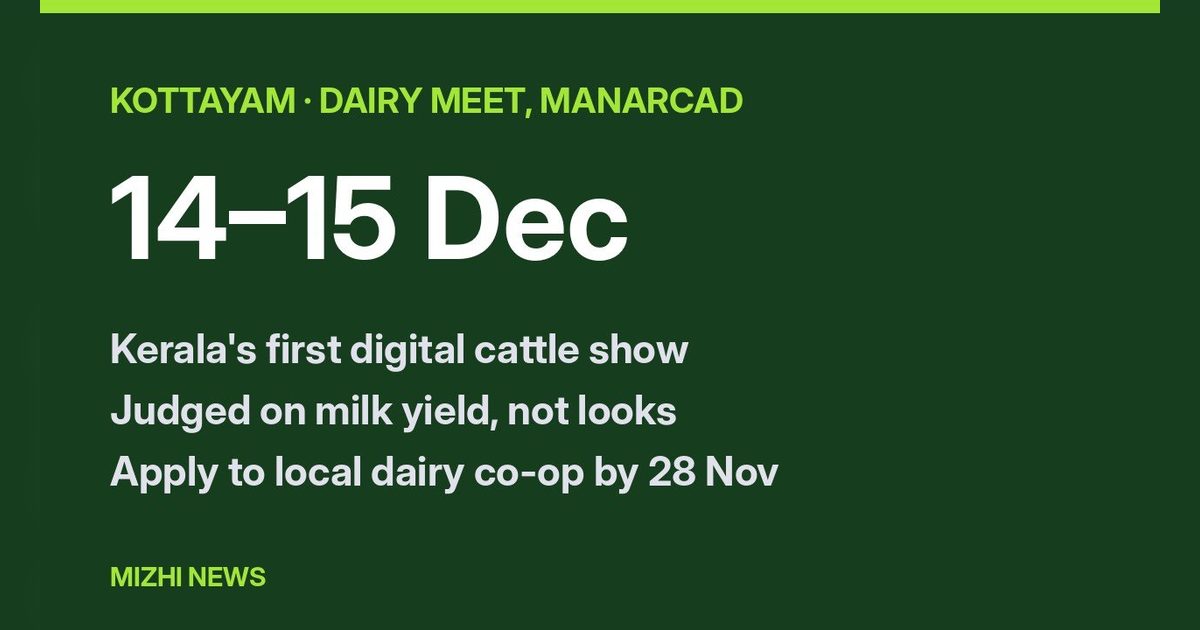 KOTTAYAM · DAIRY MEET, MANARCAD
14–15 Dec
Kerala's first digital cattle show
Judged on milk yield, not looks
Apply to local dairy co-op by 28 Nov
MIZHI NEWS